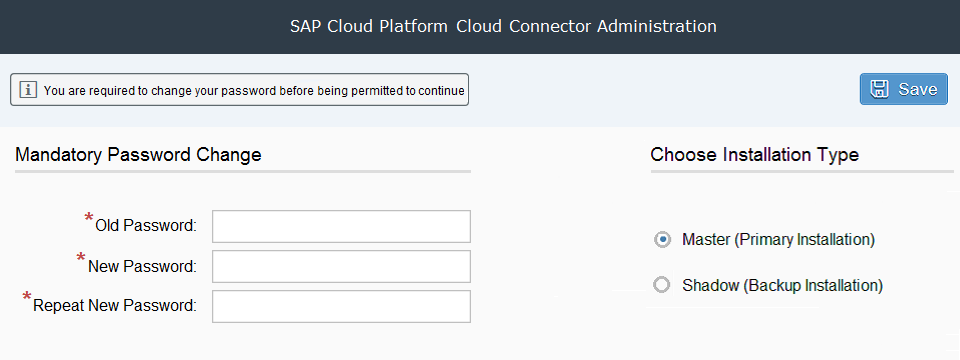 SAP Cloud Platform Cloud Connector Administration
You are required to change your password before being permitted to continue
Save
Mandatory Password Change
Choose Installation Type
*Old Password:
*New Password:
*Repeat New Password:
Master (Primary Installation)
Shadow (Backup Installation)